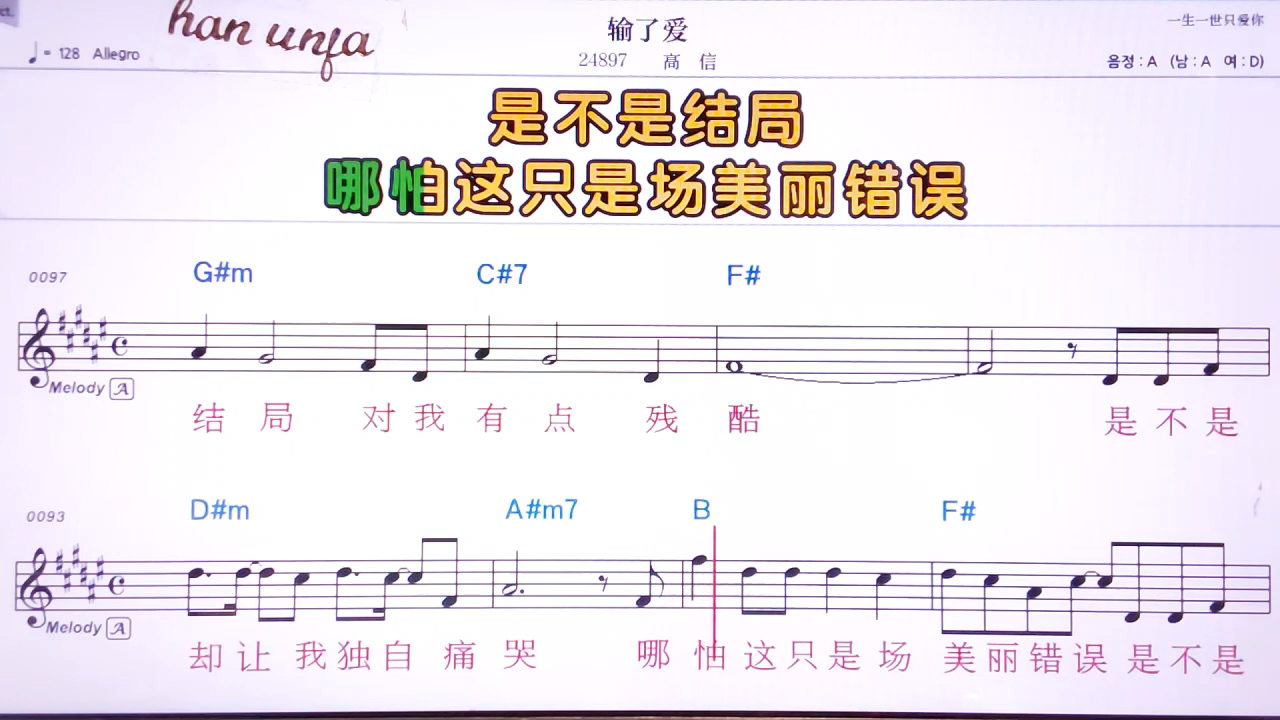 ct.
han unfa
输了爱
一生一世只爱你
♩= 128 Allegro
24897 高 信
음정 : A (남 : A 여 : D)
是不是结局
哪怕这只是场美丽错误
0097
G#m C#7 F#
Melody A
结 局 对 我 有 点 残 酷 是 不 是
0093
D#m A#m7 B F#
Melody A
却 让 我 独 自 痛 哭 哪 怕 这 只 是 场 美 丽 错 误 是 不 是